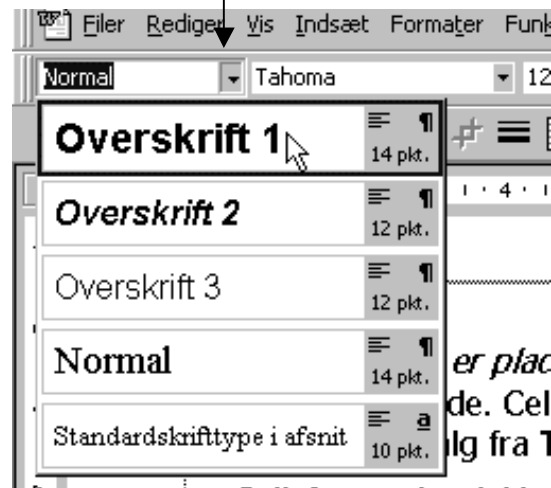 Filer Rediger Vis Indsæt Formater Funk
Normal Tahoma 12
Overskrift 1 14 pkt.
4
Overskrift 2 12 pkt.
Overskrift 3 12 pkt.
Normal 14 pkt.
er plac
de. Cel
Standardskrifttype i afsnit a 10 pkt.
lg fra T